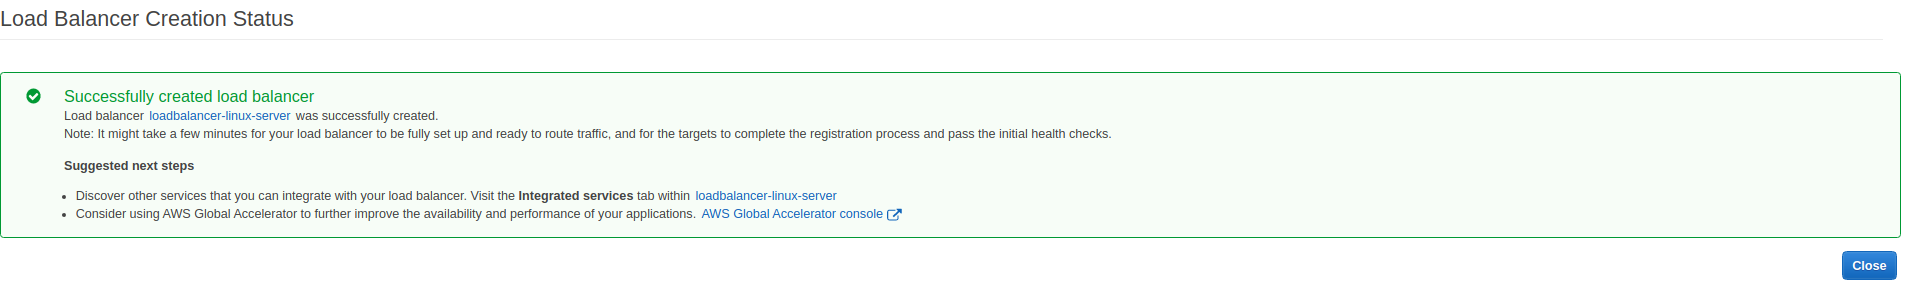 Load Balancer Creation Status
Successfully created load balancer
Load balancer loadbalancer-linux-server was successfully created.
Note: It might take a few minutes for your load balancer to be fully set up and ready to route traffic, and for the targets to complete the registration process and pass the initial health checks.
Suggested next steps
• Discover other services that you can integrate with your load balancer. Visit the Integrated services tab within loadbalancer-linux-server
• Consider using AWS Global Accelerator to further improve the availability and performance of your applications. AWS Global Accelerator console
Close